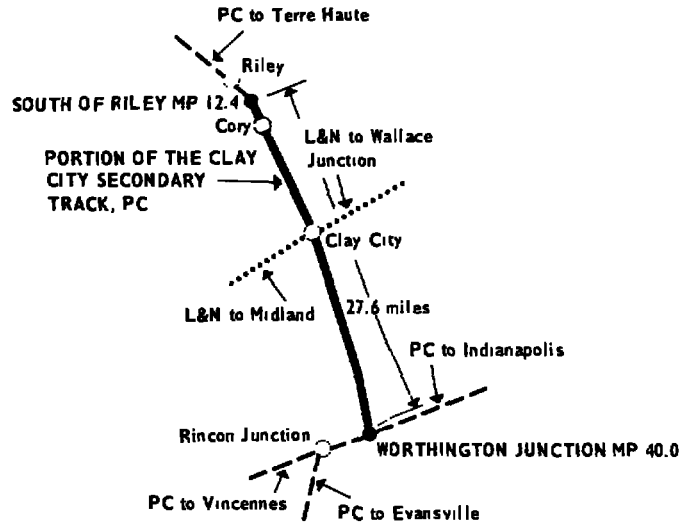 PC to Terre Haute
Riley
SOUTH OF RILEY MP 12.4
Cory
L&N to Wallace
Junction
PORTION OF THE CLAY
CITY SECONDARY
TRACK, PC
Clay City
L&N to Midland
27.6 miles
PC to Indianapolis
Rincon Junction
WORTHINGTON JUNCTION MP 40.0
PC to Vincennes
PC to Evansville